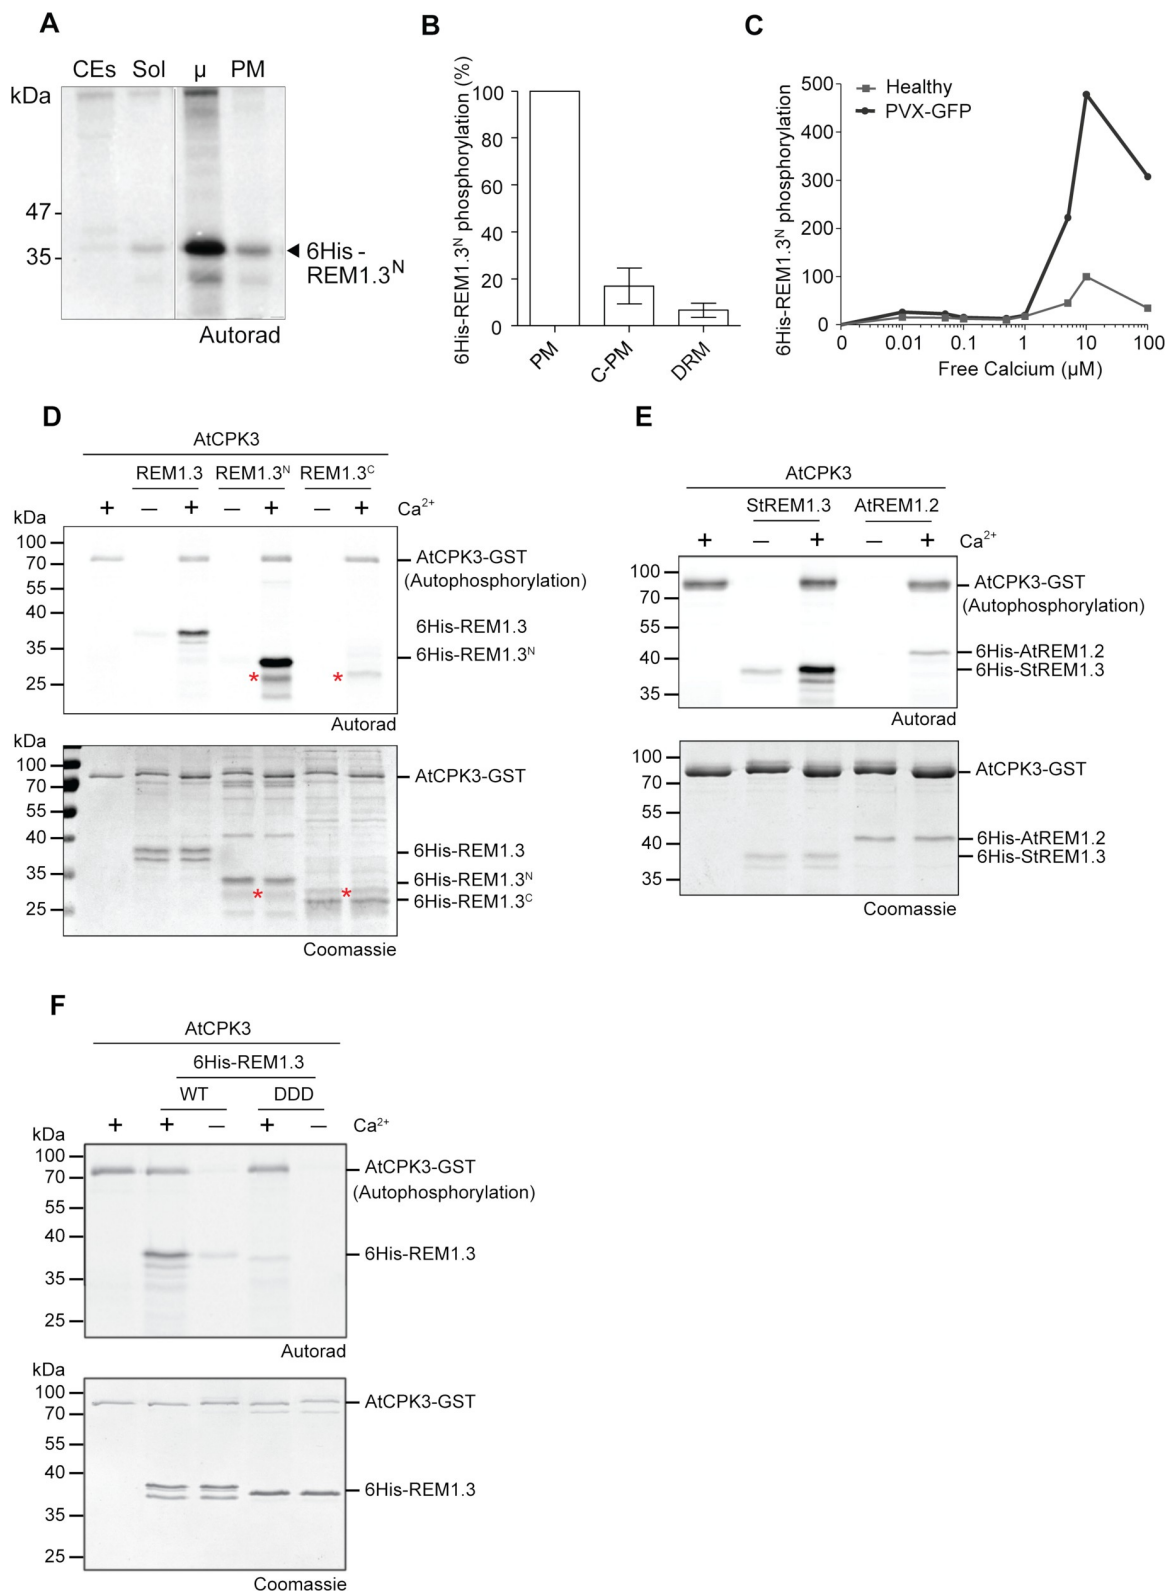 A
CEs Sol µ PM
kDa
47
35
6His -
REM1.3N
Autorad
B
6His-REM1.3N phosphorylation (%)
100
80
60
40
20
0
PM
C-PM
DRM
C
6His-REM1.3N phosphorylation
500
400
300
200
100
0
Healthy
PVX-GFP
0 0.01 0.1 1 10 100
Free Calcium (µM)
D
AtCPK3
REM1.3 REM1.3N REM1.3C
+ — + — + — + Ca2+
kDa
100
70
55
40
35
25
AtCPK3-GST
(Autophosphorylation)
6His-REM1.3
6His-REM1.3N
*
*
Autorad
kDa
100
70
55
40
35
25
AtCPK3-GST
6His-REM1.3
6His-REM1.3N
* *
6His-REM1.3C
Coomassie
E
AtCPK3
StREM1.3 AtREM1.2
+ — + — + Ca2+
100
70
55
40
35
AtCPK3-GST
(Autophosphorylation)
6His-AtREM1.2
6His-StREM1.3
Autorad
100
70
55
40
35
AtCPK3-GST
6His-AtREM1.2
6His-StREM1.3
Coomassie
F
AtCPK3
6His-REM1.3
WT DDD
+ + — + — Ca2+
kDa
100
70
55
40
35
25
AtCPK3-GST
(Autophosphorylation)
6His-REM1.3
Autorad
kDa
100
70
55
40
35
25
AtCPK3-GST
6His-REM1.3
Coomassie